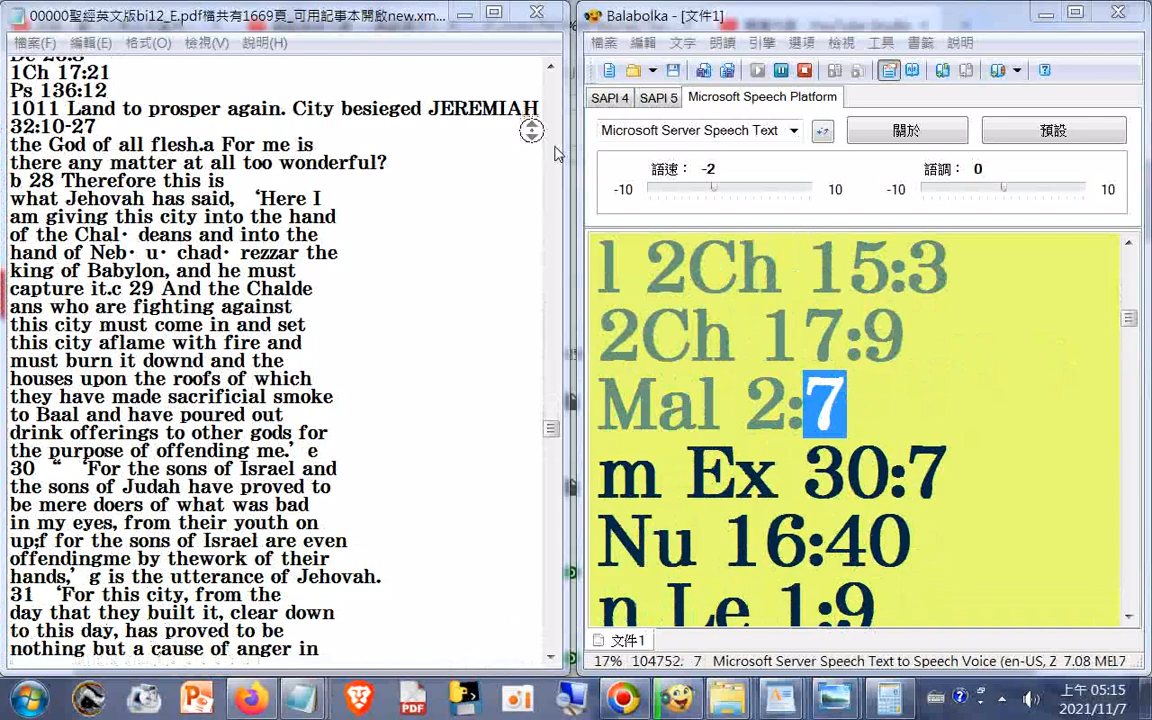 00000聖經英文版bi12_E.pdf檔共有1669頁_可用記事本開啟new.xm...
檔案(F) 編輯(E) 格式(O) 檢視(V) 說明(H)
1Ch 17:21
Ps 136:12
1011 Land to prosper again. City besieged JEREMIAH
32:10-27
the God of all flesh.a For me is
there any matter at all too wonderful?
b 28 Therefore this is
what Jehovah has said, ‘Here I
am giving this city into the hand
of the Chal· deans and into the
hand of Neb· u· chad· rezzar the
king of Babylon, and he must
capture it.c 29 And the Chalde
ans who are fighting against
this city must come in and set
this city aflame with fire and
must burn it downd and the
houses upon the roofs of which
they have made sacrificial smoke
to Baal and have poured out
drink offerings to other gods for
the purpose of offending me.’ e
30 “ ‘For the sons of Israel and
the sons of Judah have proved to
be mere doers of what was bad
in my eyes, from their youth on
up;f for the sons of Israel are even
offendingme by thework of their
hands,’ g is the utterance of Jehovah.
31 ‘For this city, from the
day that they built it, clear down
to this day, has proved to be
nothing but a cause of anger in
Balabolka - [文件1]
檔案 編輯 文字 朗讀 引擎 選項 檢視 工具 書籤 說明
SAPI 4 SAPI 5 Microsoft Speech Platform
Microsoft Server Speech Text 關於 預設
語速: -2 語調: 0
-10 10 -10 10
l 2Ch 15:3
2Ch 17:9
Mal 2:7
m Ex 30:7
Nu 16:40
n Le 1:9
文件1
17% 104752: 7 Microsoft Server Speech Text to Speech Voice (en-US, Z 7.08 ME
上午 05:15
2021/11/7